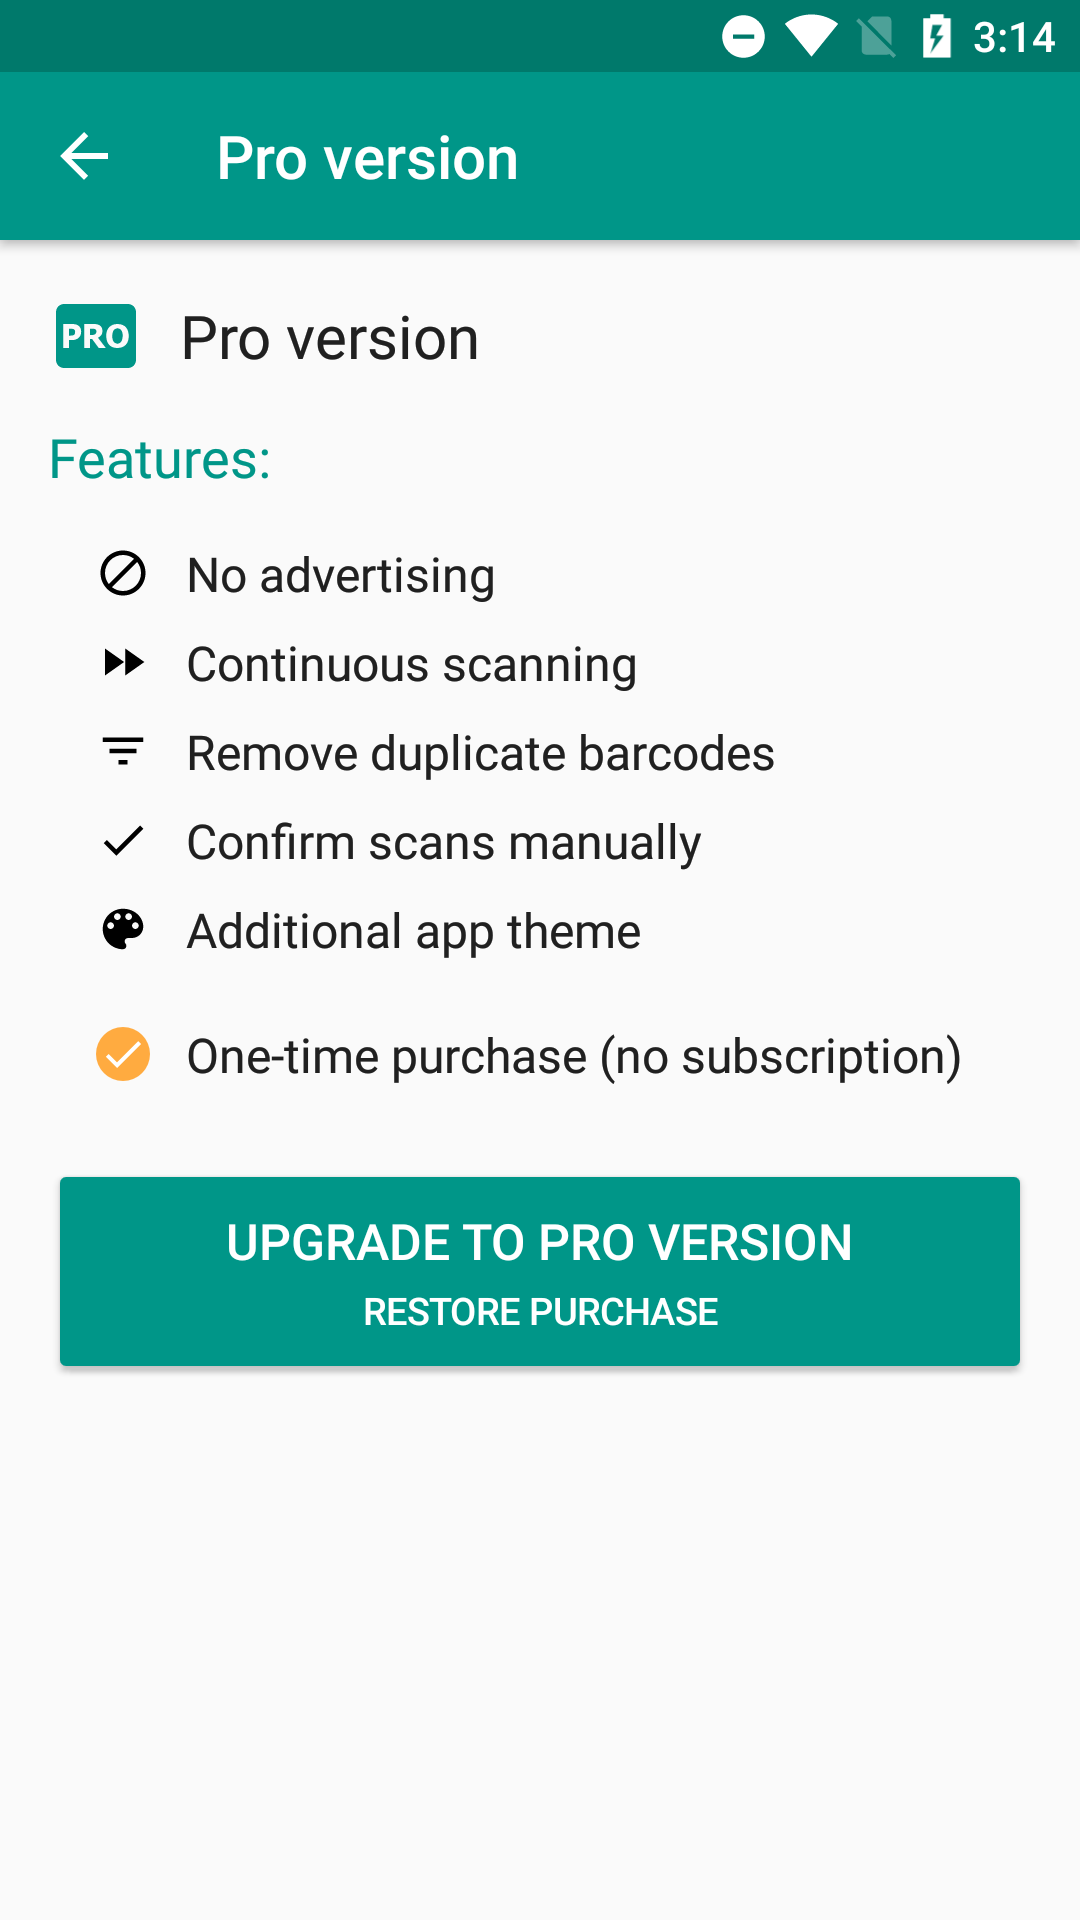 3:14
Pro version
PRO Pro version
Features:
No advertising
Continuous scanning
Remove duplicate barcodes
Confirm scans manually
Additional app theme
One-time purchase (no subscription)
UPGRADE TO PRO VERSION
RESTORE PURCHASE